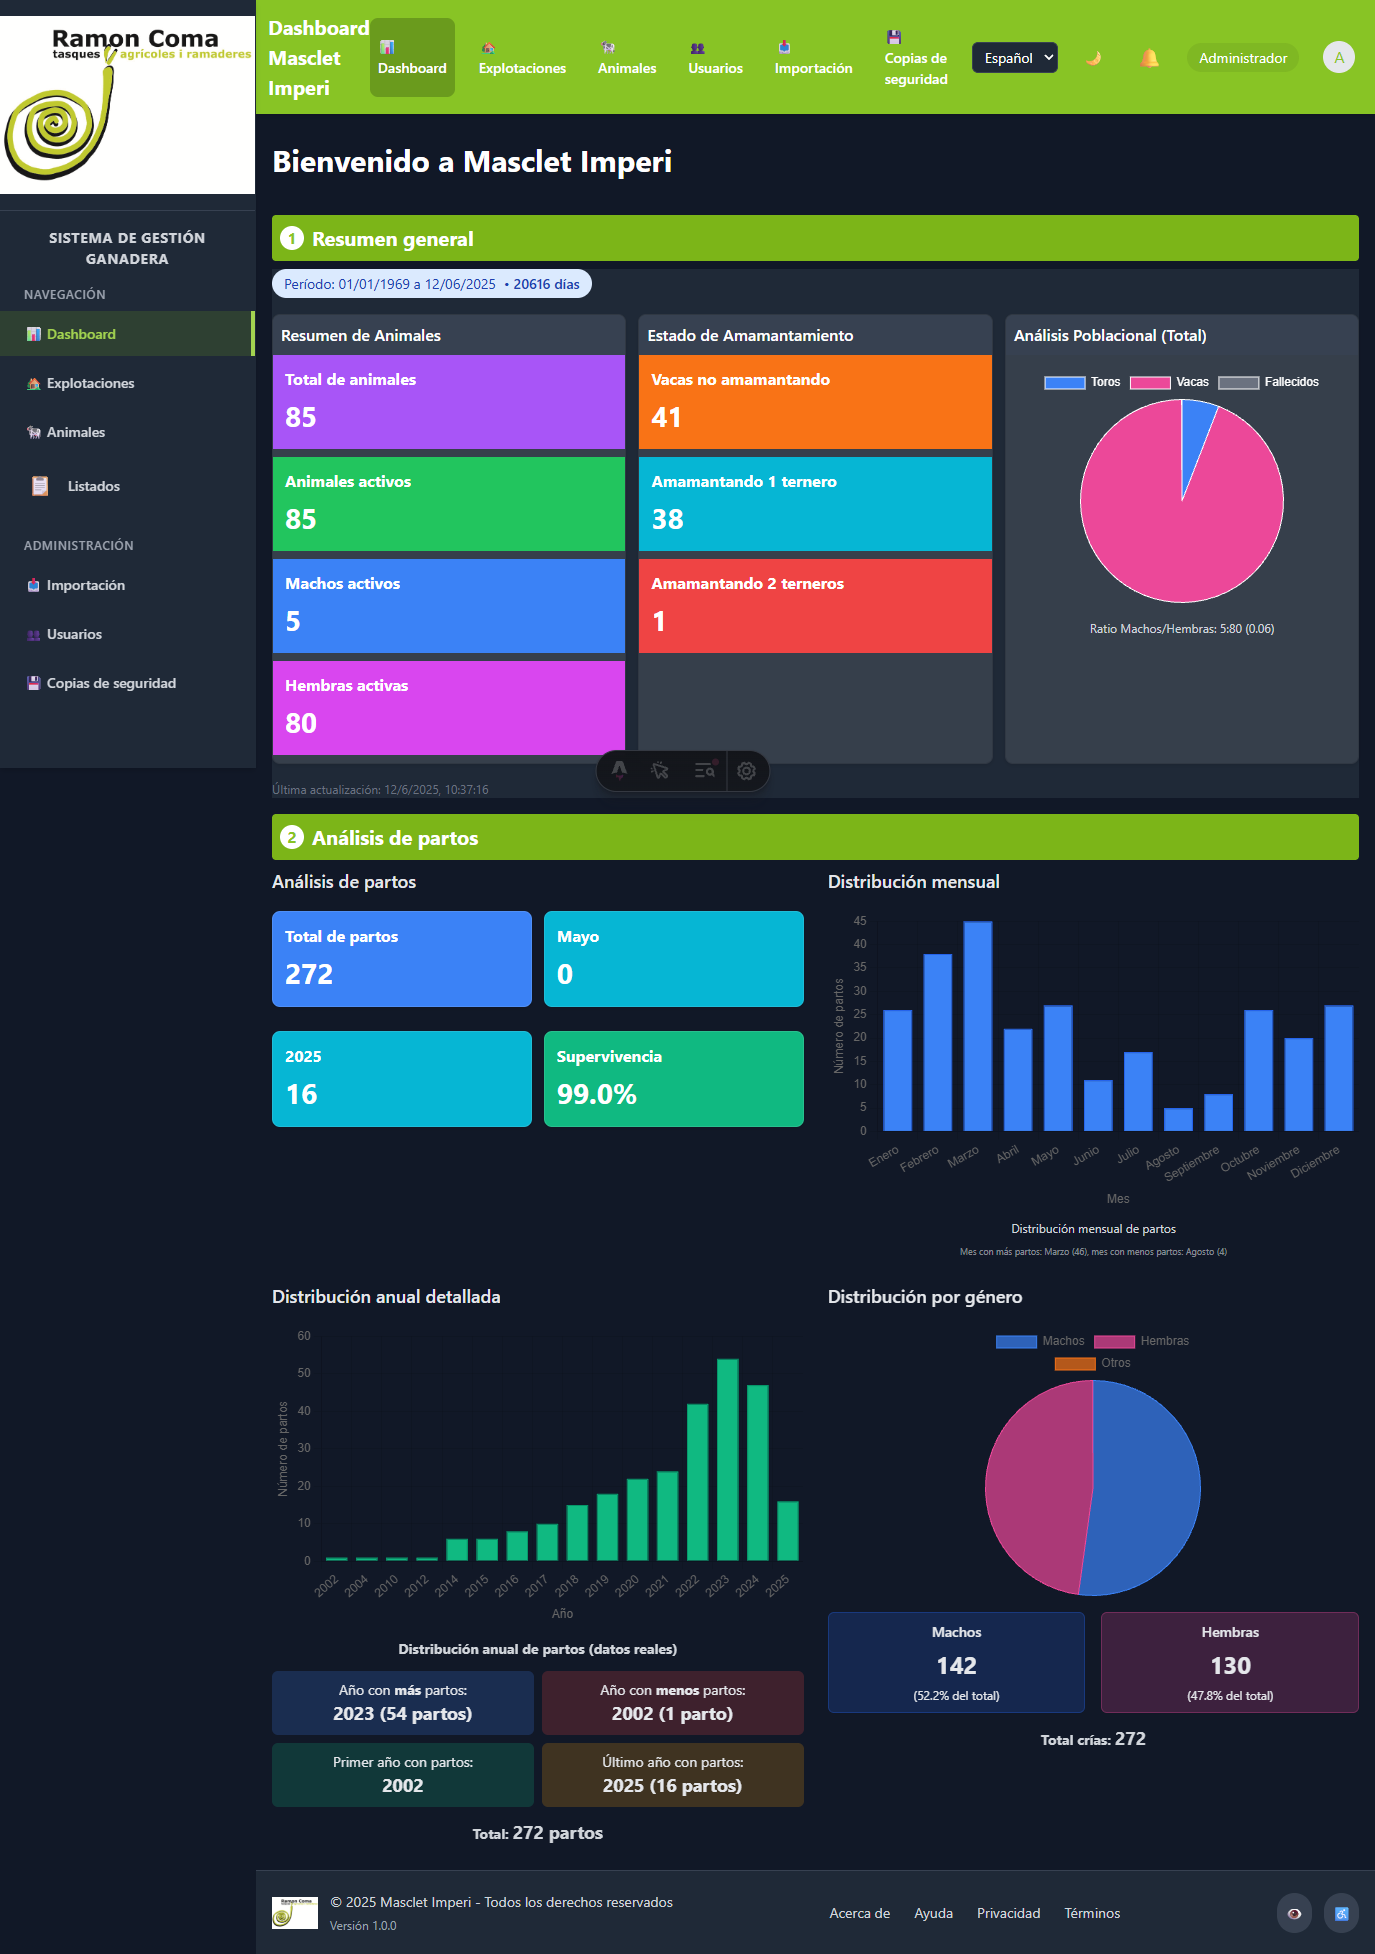 Ramon Coma
tasques agrícoles i ramaderes
SISTEMA DE GESTIÓN
GANADERA
NAVEGACIÓN
Dashboard
Explotaciones
Animales
Listados
ADMINISTRACIÓN
Importación
Usuarios
Copias de seguridad
Dashboard
Masclet
Imperi
Dashboard
Explotaciones
Animales
Usuarios
Importación
Copias de
seguridad
Español
Administrador
A
Bienvenido a Masclet Imperi
1 Resumen general
Período: 01/01/1969 a 12/06/2025 • 20616 días
Resumen de Animales
Total de animales
85
Animales activos
85
Machos activos
5
Hembras activas
80
Estado de Amamantamiento
Vacas no amamantando
41
Amamantando 1 ternero
38
Amamantando 2 terneros
1
Análisis Poblacional (Total)
Toros Vacas Fallecidos
Ratio Machos/Hembras: 5:80 (0.06)
Última actualización: 12/6/2025, 10:37:16
2 Análisis de partos
Análisis de partos
Total de partos
272
Mayo
0
2025
16
Supervivencia
99.0%
Distribución mensual
45
40
35
30
25
20
15
10
5
0
Número de partos
Enero Febrero Marzo Abril Mayo Junio Julio Agosto Septiembre Octubre Noviembre Diciembre
Mes
Distribución mensual de partos
Mes con más partos: Marzo (46), mes con menos partos: Agosto (4)
Distribución anual detallada
60
50
40
30
20
10
0
Número de partos
2002 2004 2010 2012 2014 2015 2016 2017 2018 2019 2020 2021 2022 2023 2024 2025
Año
Distribución anual de partos (datos reales)
Año con más partos:
2023 (54 partos)
Año con menos partos:
2002 (1 parto)
Primer año con partos:
2002
Último año con partos:
2025 (16 partos)
Total: 272 partos
Distribución por género
Machos Hembras
Otros
Machos
142
(52.2% del total)
Hembras
130
(47.8% del total)
Total crías: 272
Ramon Coma
© 2025 Masclet Imperi - Todos los derechos reservados
Versión 1.0.0
Acerca de Ayuda Privacidad Términos